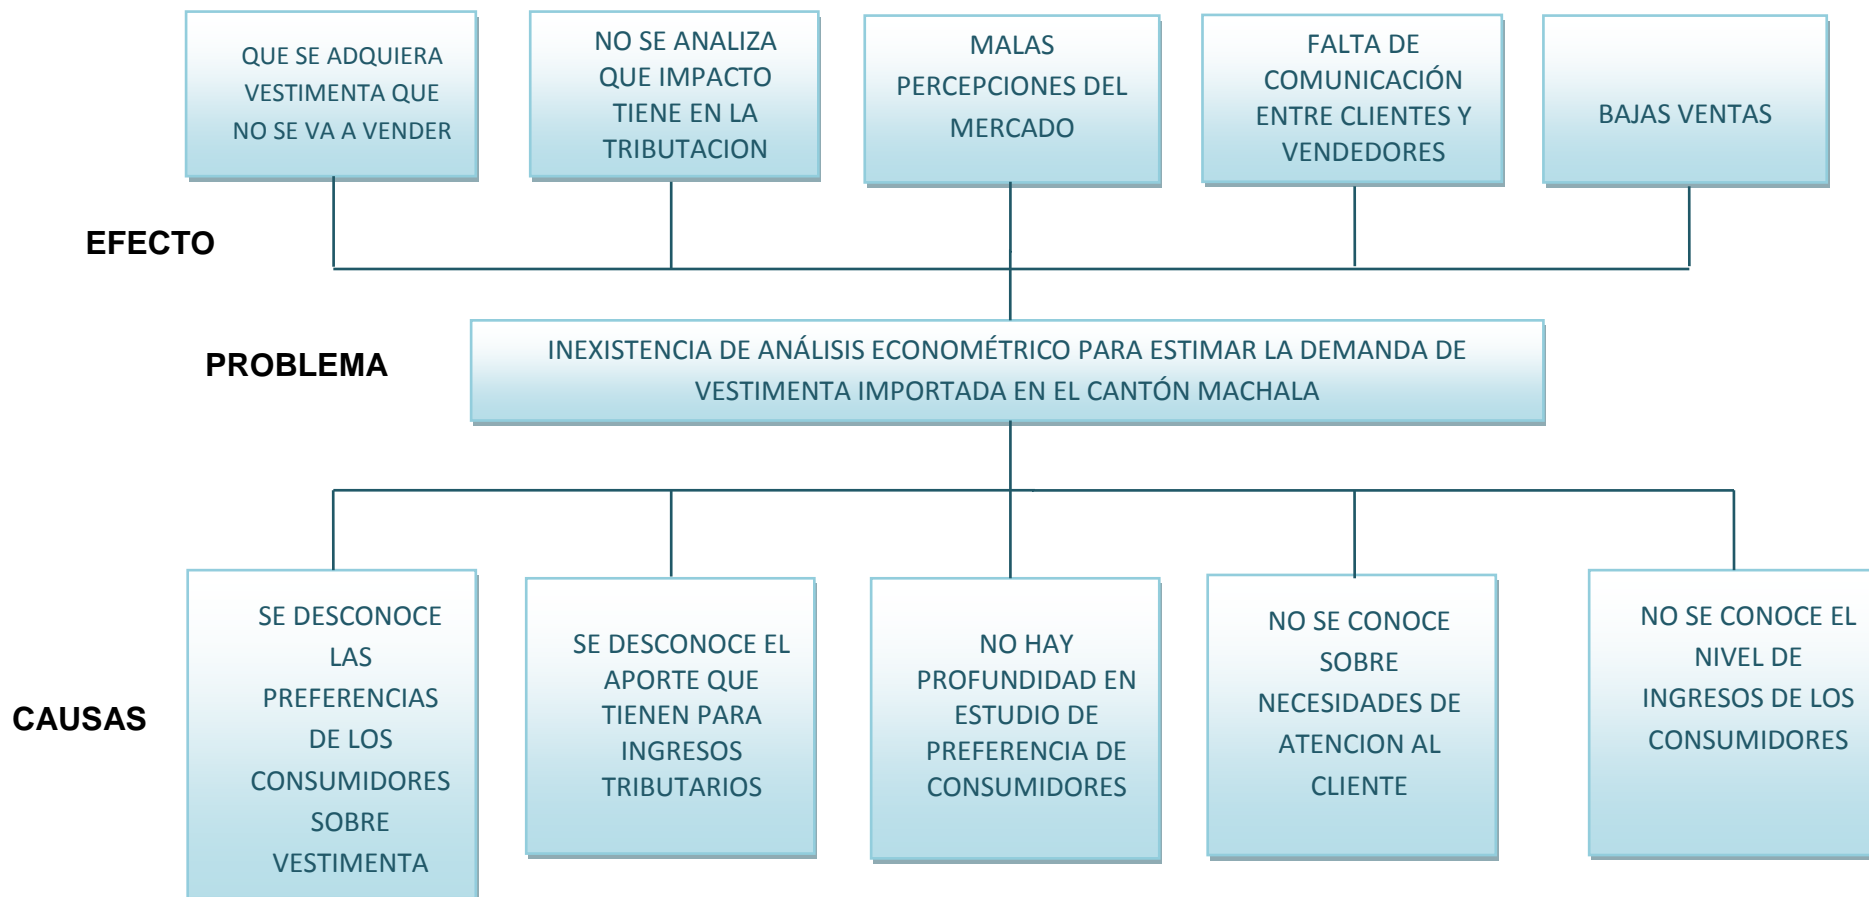 QUE SE ADQUIERA
VESTIMENTA QUE
NO SE VA A VENDER
NO SE ANALIZA
QUE IMPACTO
TIENE EN LA
TRIBUTACION
MALAS
PERCEPCIONES DEL
MERCADO
FALTA DE
COMUNICACIÓN
ENTRE CLIENTES Y
VENDEDORES
BAJAS VENTAS
EFECTO
PROBLEMA
INEXISTENCIA DE ANÁLISIS ECONOMÉTRICO PARA ESTIMAR LA DEMANDA DE
VESTIMENTA IMPORTADA EN EL CANTÓN MACHALA
CAUSAS
SE DESCONOCE
LAS
PREFERENCIAS
DE LOS
CONSUMIDORES
SOBRE
VESTIMENTA
SE DESCONOCE EL
APORTE QUE
TIENEN PARA
INGRESOS
TRIBUTARIOS
NO HAY
PROFUNDIDAD EN
ESTUDIO DE
PREFERENCIA DE
CONSUMIDORES
NO SE CONOCE
SOBRE
NECESIDADES DE
ATENCION AL
CLIENTE
NO SE CONOCE EL
NIVEL DE
INGRESOS DE LOS
CONSUMIDORES